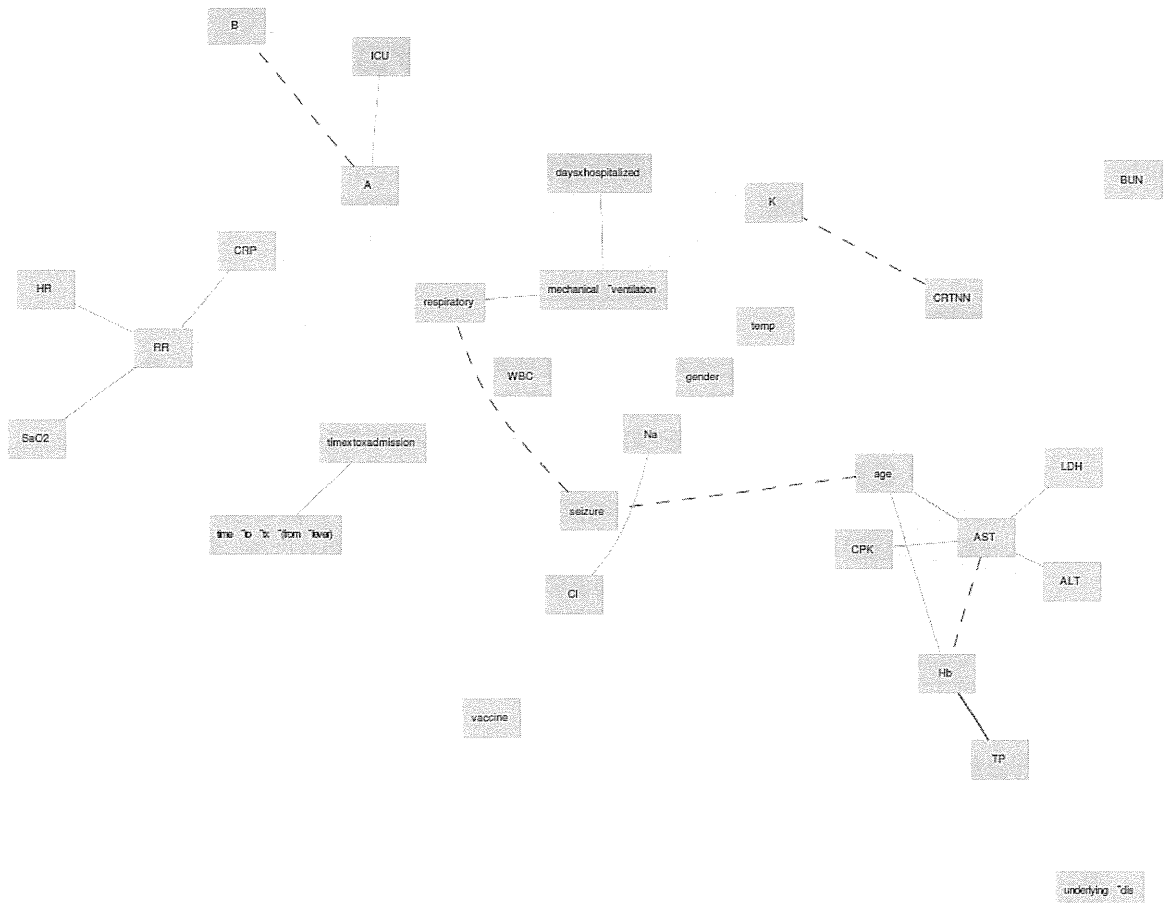 B
ICU
A
daysxhospitalized
K
BUN
CRP
HR
respiratory
mechanical ~ventilation
CRTNN
temp
RR
WBC
gender
SaO2
timextoxadmission
Na
age
LDH
seizure
time ~to ~tx ~(from ~fever)
CPK
AST
ALT
Cl
Hb
vaccine
TP
underlying ~dis